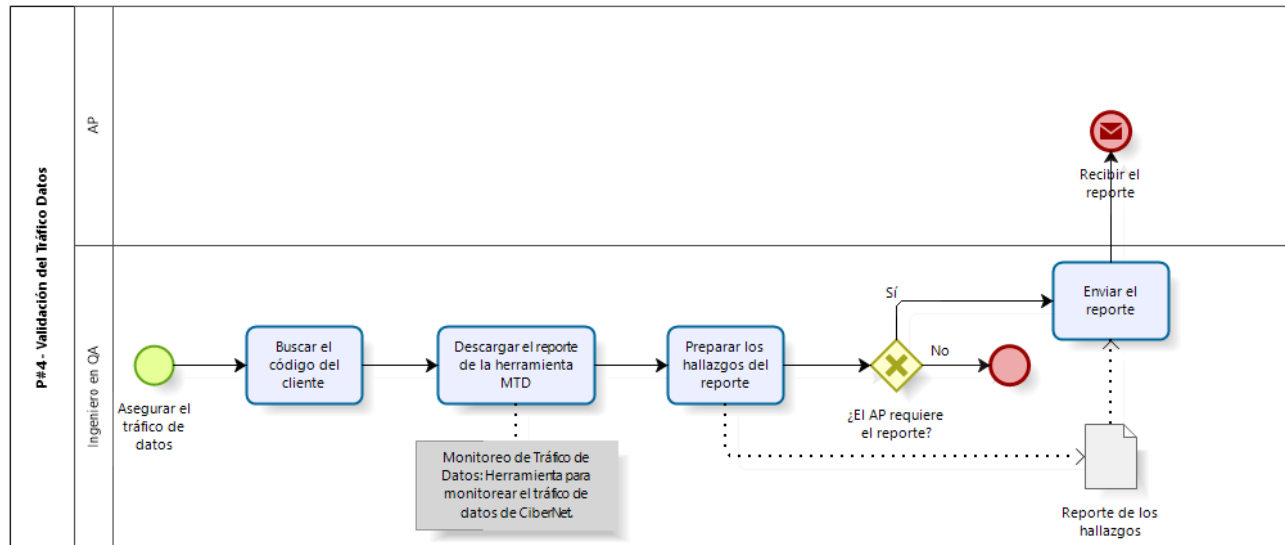 P#4 - Validación del Tráfico Datos
AP
Recibir el
reporte
Ingeniero en QA
Asegurar el
tráfico de
datos
Buscar el
código del
cliente
Descargar el reporte
de la herramienta
MTD
Monitoreo de Tráfico de
Datos: Herramienta para
monitorear el tráfico de
datos de CiberNet.
Preparar los
hallazgos del
reporte
¿El AP requiere
el reporte?
Sí
No
Enviar el
reporte
Reporte de los
hallazgos